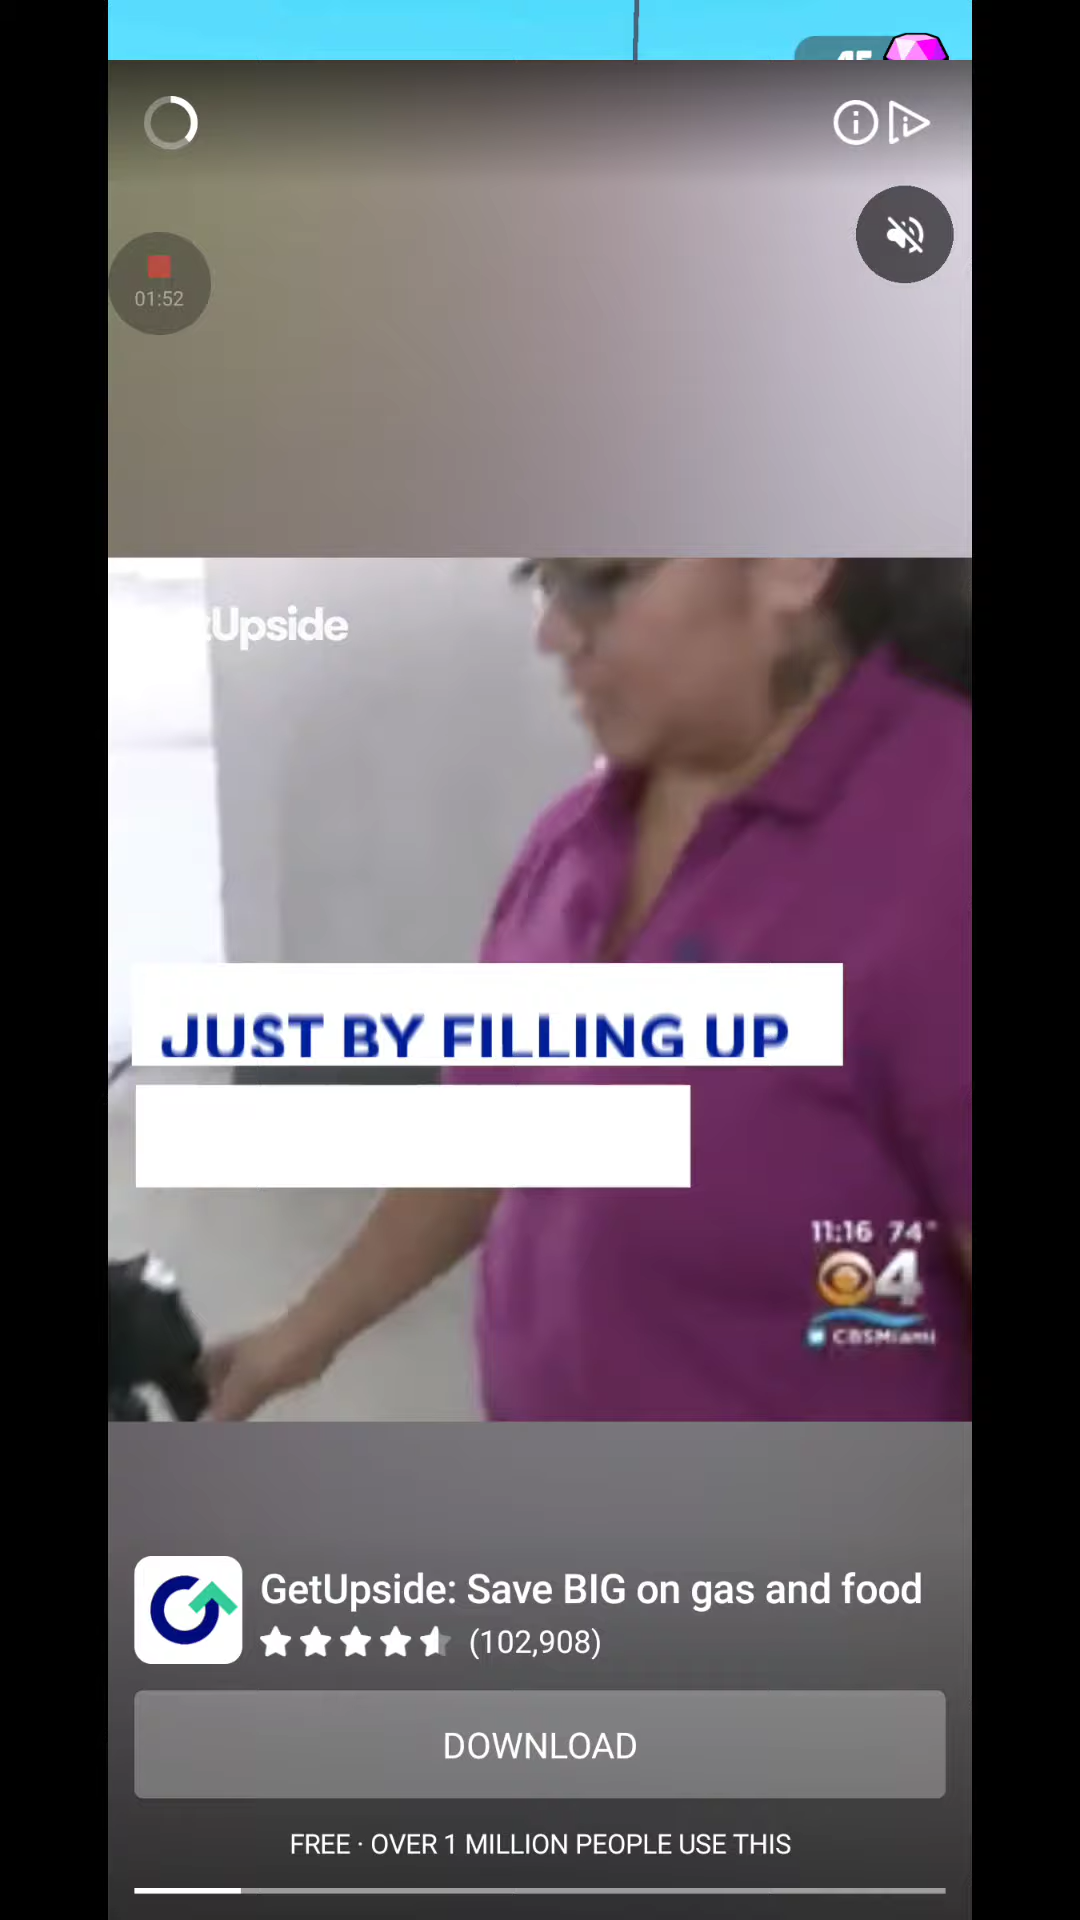 01:52
Upside
JUST BY FILLING UP
11:16 74°
4
CBSMiami
GetUpside: Save BIG on gas and food
(102,908)
DOWNLOAD
FREE · OVER 1 MILLION PEOPLE USE THIS